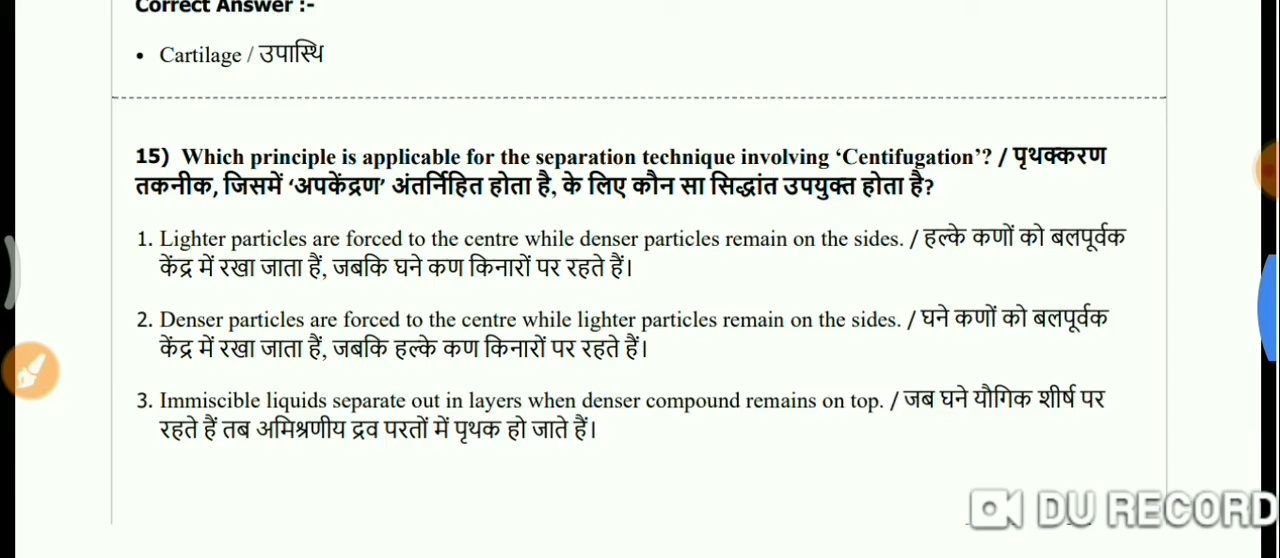 Correct Answer :-
• Cartilage / उपास्थि
15) Which principle is applicable for the separation technique involving ‘Centifugation’? / पृथक्करण
तकनीक, जिसमें ‘अपकेंद्रण’ अंतर्निहित होता है, के लिए कौन सा सिद्धांत उपयुक्त होता है?
1. Lighter particles are forced to the centre while denser particles remain on the sides. / हल्के कणों को बलपूर्वक
केंद्र में रखा जाता हैं, जबकि घने कण किनारों पर रहते हैं।
2. Denser particles are forced to the centre while lighter particles remain on the sides. / घने कणों को बलपूर्वक
केंद्र में रखा जाता हैं, जबकि हल्के कण किनारों पर रहते हैं।
3. Immiscible liquids separate out in layers when denser compound remains on top. / जब घने यौगिक शीर्ष पर
रहते हैं तब अमिश्रणीय द्रव परतों में पृथक हो जाते हैं।
DU RECORD